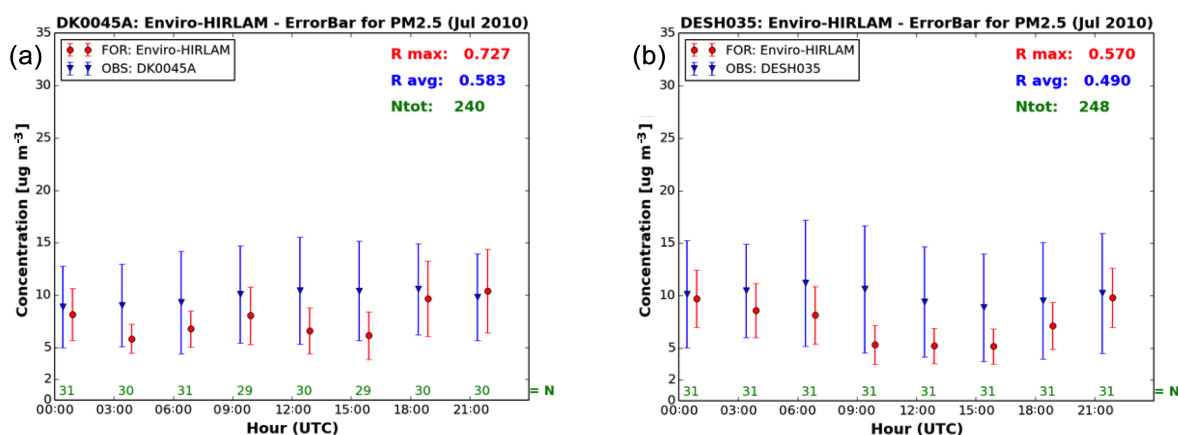 (a)
DK0045A: Enviro-HIRLAM - ErrorBar for PM2.5 (Jul 2010)
FOR: Enviro-HIRLAM
OBS: DK0045A
R max: 0.727
R avg: 0.583
Ntot: 240
Concentration [ug m⁻³]
35
30
25
20
15
10
5
2
0
31 30 31 29 30 29 30 30 = N
00:00 03:00 06:00 09:00 12:00 15:00 18:00 21:00
Hour (UTC)
(b)
DESH035: Enviro-HIRLAM - ErrorBar for PM2.5 (Jul 2010)
FOR: Enviro-HIRLAM
OBS: DESH035
R max: 0.570
R avg: 0.490
Ntot: 248
Concentration [ug m⁻³]
35
30
25
20
15
10
5
2
0
31 31 31 31 31 31 31 31 = N
00:00 03:00 06:00 09:00 12:00 15:00 18:00 21:00
Hour (UTC)